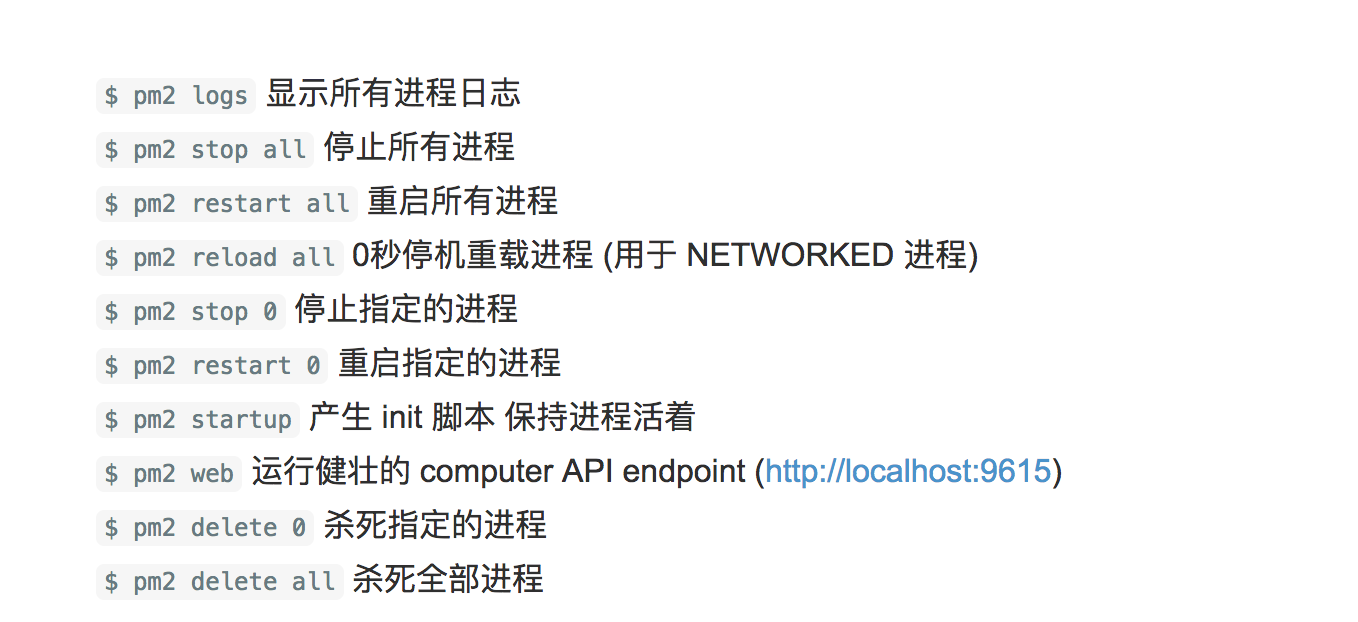 $ pm2 logs 显示所有进程日志
$ pm2 stop all 停止所有进程
$ pm2 restart all 重启所有进程
$ pm2 reload all 0秒停机重载进程 (用于 NETWORKED 进程)
$ pm2 stop 0 停止指定的进程
$ pm2 restart 0 重启指定的进程
$ pm2 startup 产生 init 脚本 保持进程活着
$ pm2 web 运行健壮的 computer API endpoint (http://localhost:9615)
$ pm2 delete 0 杀死指定的进程
$ pm2 delete all 杀死全部进程